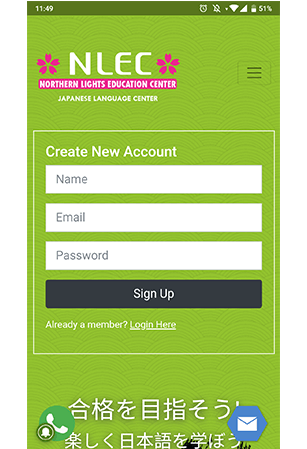 11:49
51%
NLEC
NORTHERN LIGHTS EDUCATION CENTER
JAPANESE LANGUAGE CENTER
Create New Account
Name
Email
Password
Sign Up
Already a member? Login Here
合格を目指そう!
楽しく日本語を学ぼう